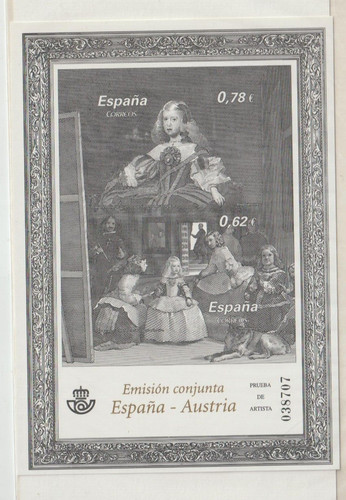 España
CORREOS
0,78 €
0,62 €
España
CORREOS
Emisión conjunta
España - Austria
PRUEBA
DE
ARTISTA
038707